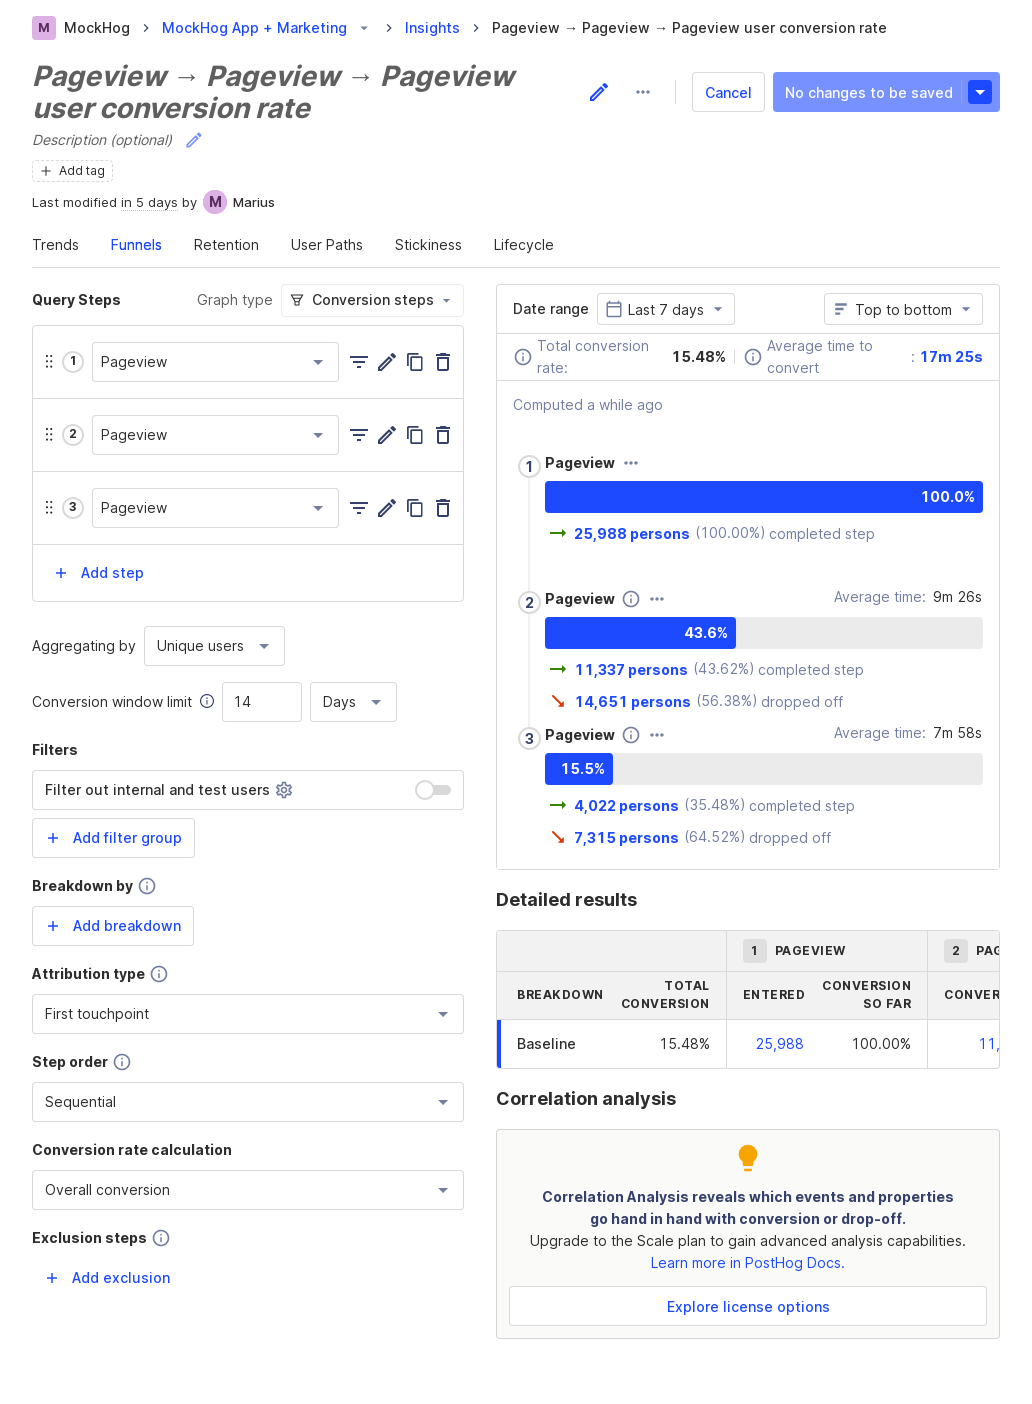 M MockHog > MockHog App + Marketing > Insights > Pageview → Pageview → Pageview user conversion rate
Pageview → Pageview → Pageview
user conversion rate
Cancel
No changes to be saved
Description (optional)
Add tag
Last modified in 5 days by M Marius
Trends Funnels Retention User Paths Stickiness Lifecycle
Query Steps Graph type Conversion steps
1 Pageview
2 Pageview
3 Pageview
Add step
Aggregating by Unique users
Conversion window limit 14 Days
Filters
Filter out internal and test users
Add filter group
Breakdown by
Add breakdown
Attribution type
First touchpoint
Step order
Sequential
Conversion rate calculation
Overall conversion
Exclusion steps
Add exclusion
Date range Last 7 days Top to bottom
Total conversion
rate:
15.48%
Average time to
convert
: 17m 25s
Computed a while ago
1 Pageview
100.0%
25,988 persons (100.00%) completed step
2 Pageview Average time: 9m 26s
43.6%
11,337 persons (43.62%) completed step
14,651 persons (56.38%) dropped off
3 Pageview Average time: 7m 58s
15.5%
4,022 persons (35.48%) completed step
7,315 persons (64.52%) dropped off
Detailed results
1 PAGEVIEW 2 PAG
BREAKDOWN
TOTAL
CONVERSION
ENTERED
CONVERSION
SO FAR
CONVER
Baseline 15.48% 25,988 100.00% 11,
Correlation analysis
Correlation Analysis reveals which events and properties
go hand in hand with conversion or drop-off.
Upgrade to the Scale plan to gain advanced analysis capabilities.
Learn more in PostHog Docs.
Explore license options